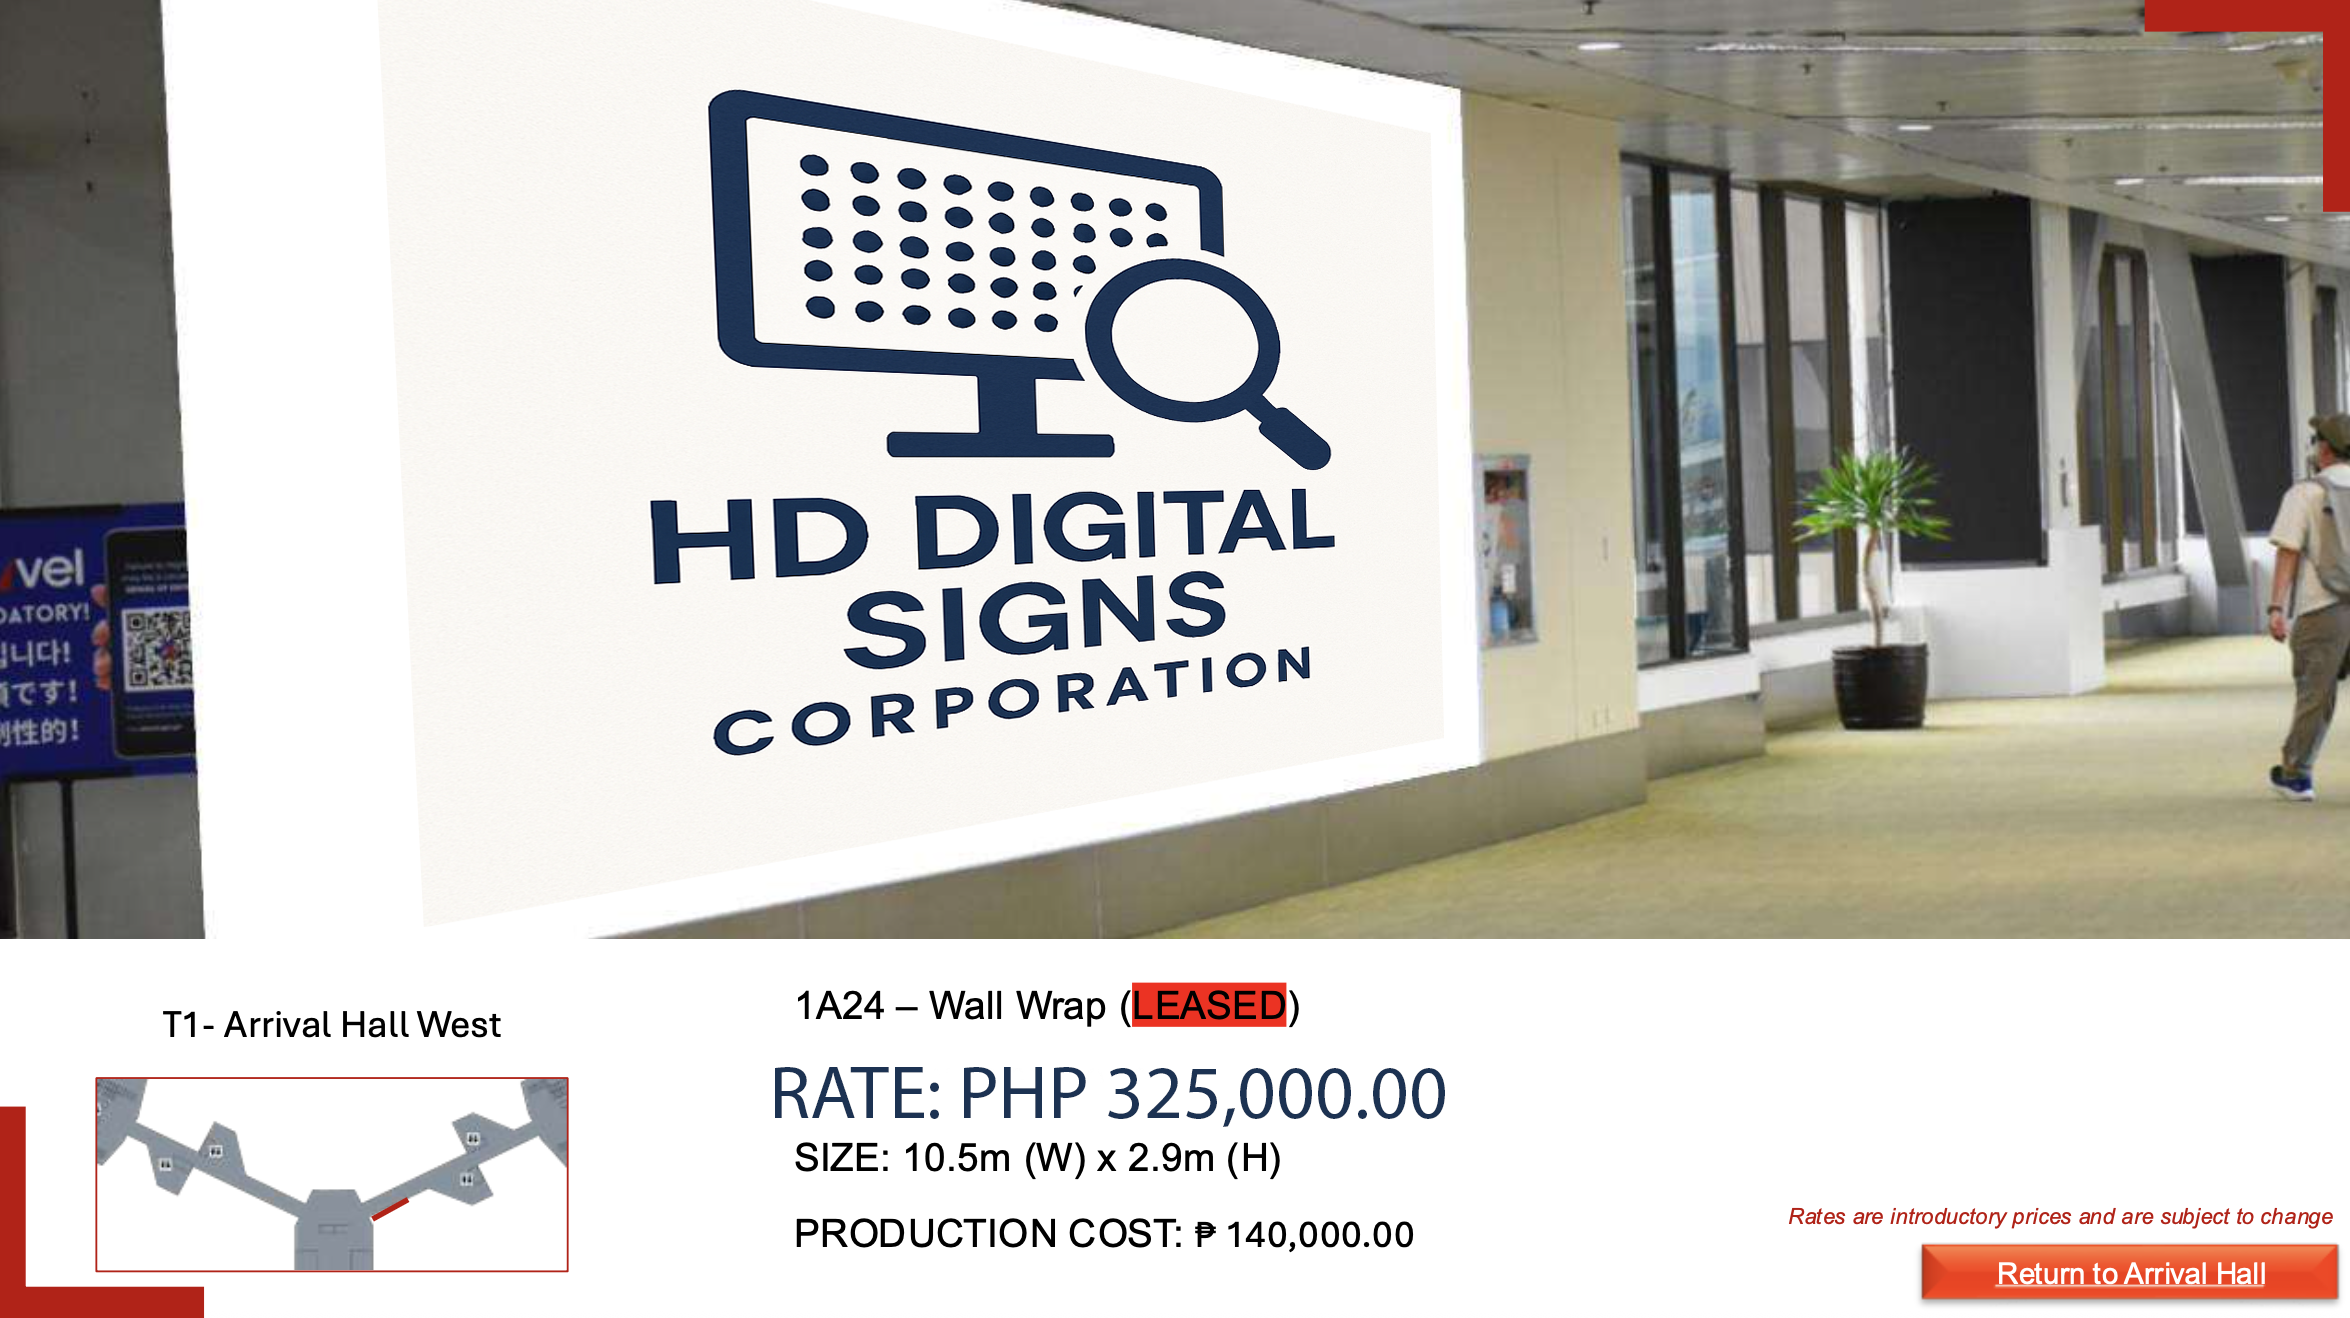 HD DIGITAL
SIGNS
CORPORATION
vel
DATORY!
니다!
です!
性的!
T1- Arrival Hall West
1A24 – Wall Wrap (LEASED)
RATE: PHP 325,000.00
SIZE: 10.5m (W) x 2.9m (H)
PRODUCTION COST: ₱ 140,000.00
Rates are introductory prices and are subject to change
Return to Arrival Hall